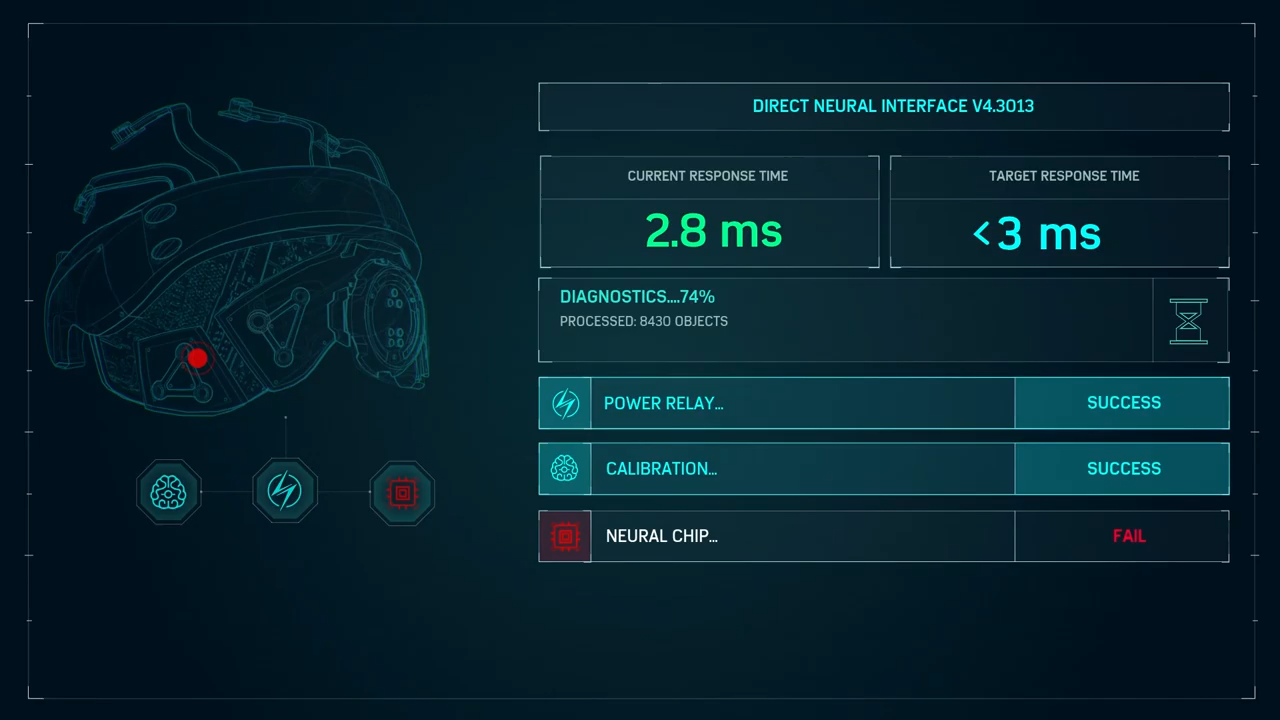 DIRECT NEURAL INTERFACE V4.3013
CURRENT RESPONSE TIME
2.8 ms
TARGET RESPONSE TIME
<3 ms
DIAGNOSTICS....74%
PROCESSED: 8430 OBJECTS
POWER RELAY...
SUCCESS
CALIBRATION...
SUCCESS
NEURAL CHIP...
FAIL